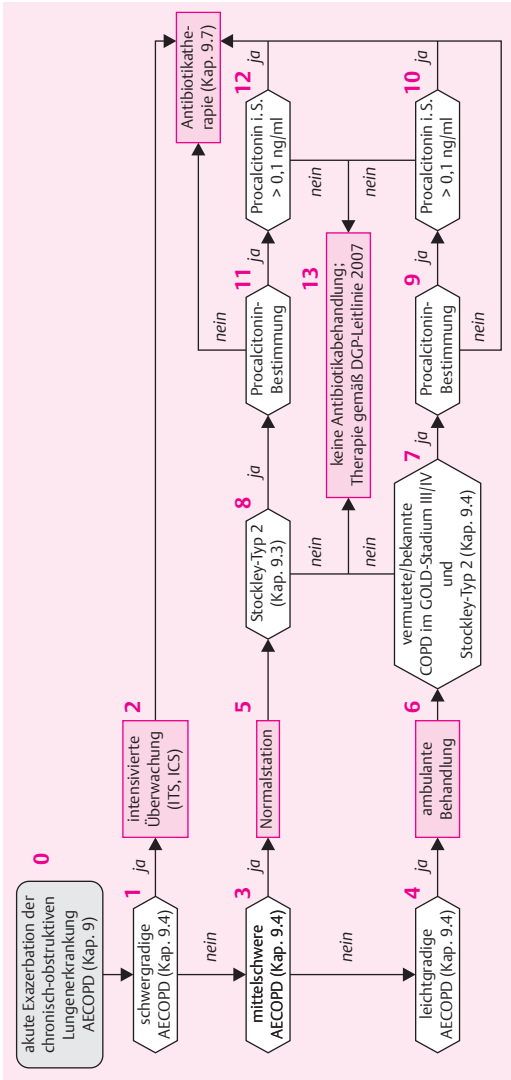 0
akute Exazerbation der
chronisch-obstruktiven
Lungenerkrankung
AECOPD (Kap. 9)
1
schwergradige
AECOPD (Kap. 9.4)
ja
2
intensivierte
Überwachung
(ITS, ICS)
Antibiotikathe-
rapie (Kap. 9.7)
nein
3
mittelschwere
AECOPD (Kap. 9.4)
ja
5
Normalstation
8
Stockley-Typ 2
(Kap. 9.3)
ja
11
Procalcitonin-
Bestimmung
nein
ja
12
Procalcitonin i. S.
> 0,1 ng/ml
ja
nein
nein
13
keine Antibiotikabehandlung;
Therapie gemäß DGP-Leitlinie 2007
nein
nein
nein
4
leichtgradige
AECOPD (Kap. 9.4)
ja
6
ambulante
Behandlung
7
vermutete/bekannte
COPD im GOLD-Stadium III/IV
und
Stockley-Typ 2 (Kap. 9.4)
ja
9
Procalcitonin-
Bestimmung
ja
nein
10
Procalcitonin i. S.
> 0,1 ng/ml
ja